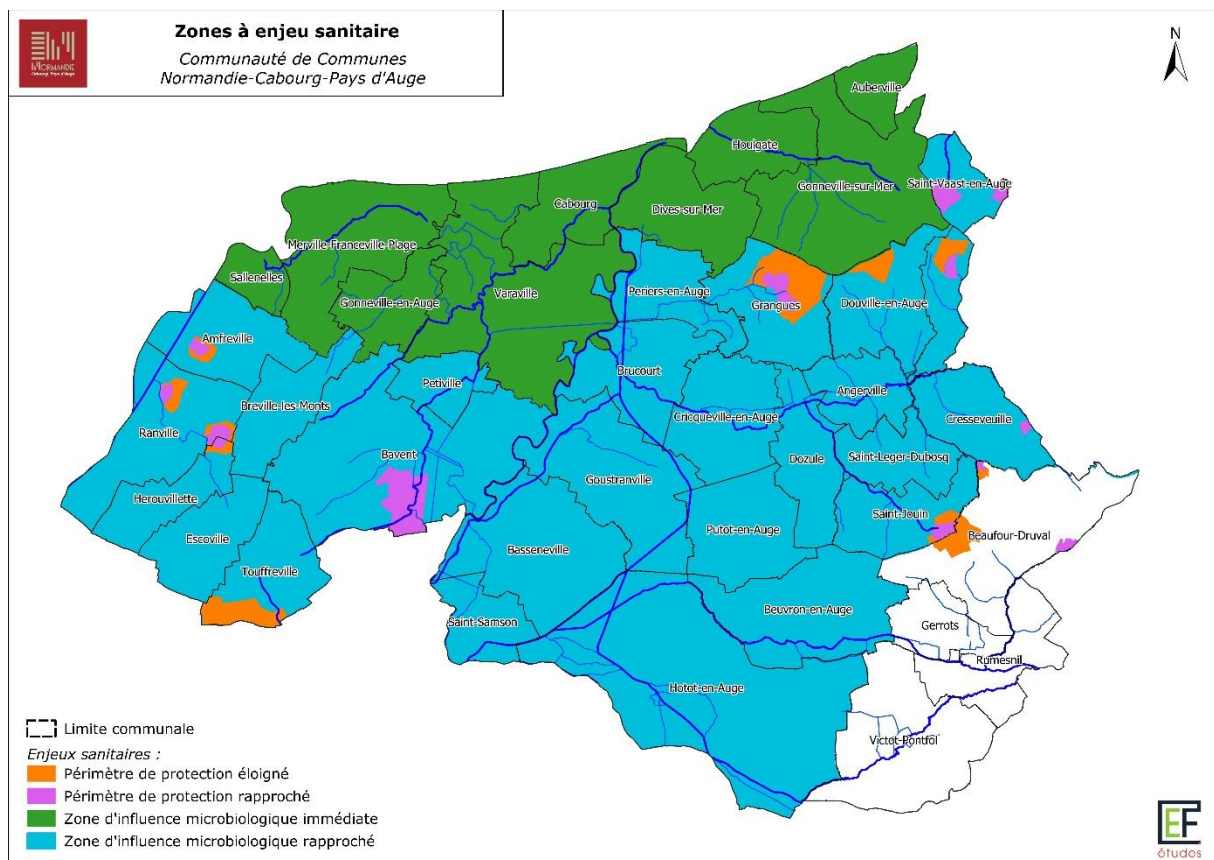 NORMANDIE
Cabourg-Pays d'Auge
Zones à enjeu sanitaire
Communauté de Communes
Normandie-Cabourg-Pays d'Auge
N
Auberville
Houlgate
Gonneville-sur-Mer
Saint-Vaast-en-Auge
Cabourg
Dives-sur-Mer
Merville-Franceville-Plage
Sallenelles
Gonneville-en-Auge
Varaville
Periers-en-Auge
Grangues
Douville-en-Auge
Amfreville
Brucourt
Angerville
Petiville
Breville-les-Monts
Cricqueville-en-Auge
Cresseveuille
Ranville
Bavent
Dozule
Saint-Leger-Dubosq
Goustranville
Herouvillette
Saint-Jouin
Escoville
Putot-en-Auge
Beaufour-Druval
Basseneville
Touffreville
Beuvron-en-Auge
Saint-Samson
Gerrots
Rumesnil
Hotot-en-Auge
Victot-Pontfol
Limite communale
Enjeux sanitaires :
Périmètre de protection éloigné
Périmètre de protection rapproché
Zone d'influence microbiologique immédiate
Zone d'influence microbiologique rapproché
EF
études